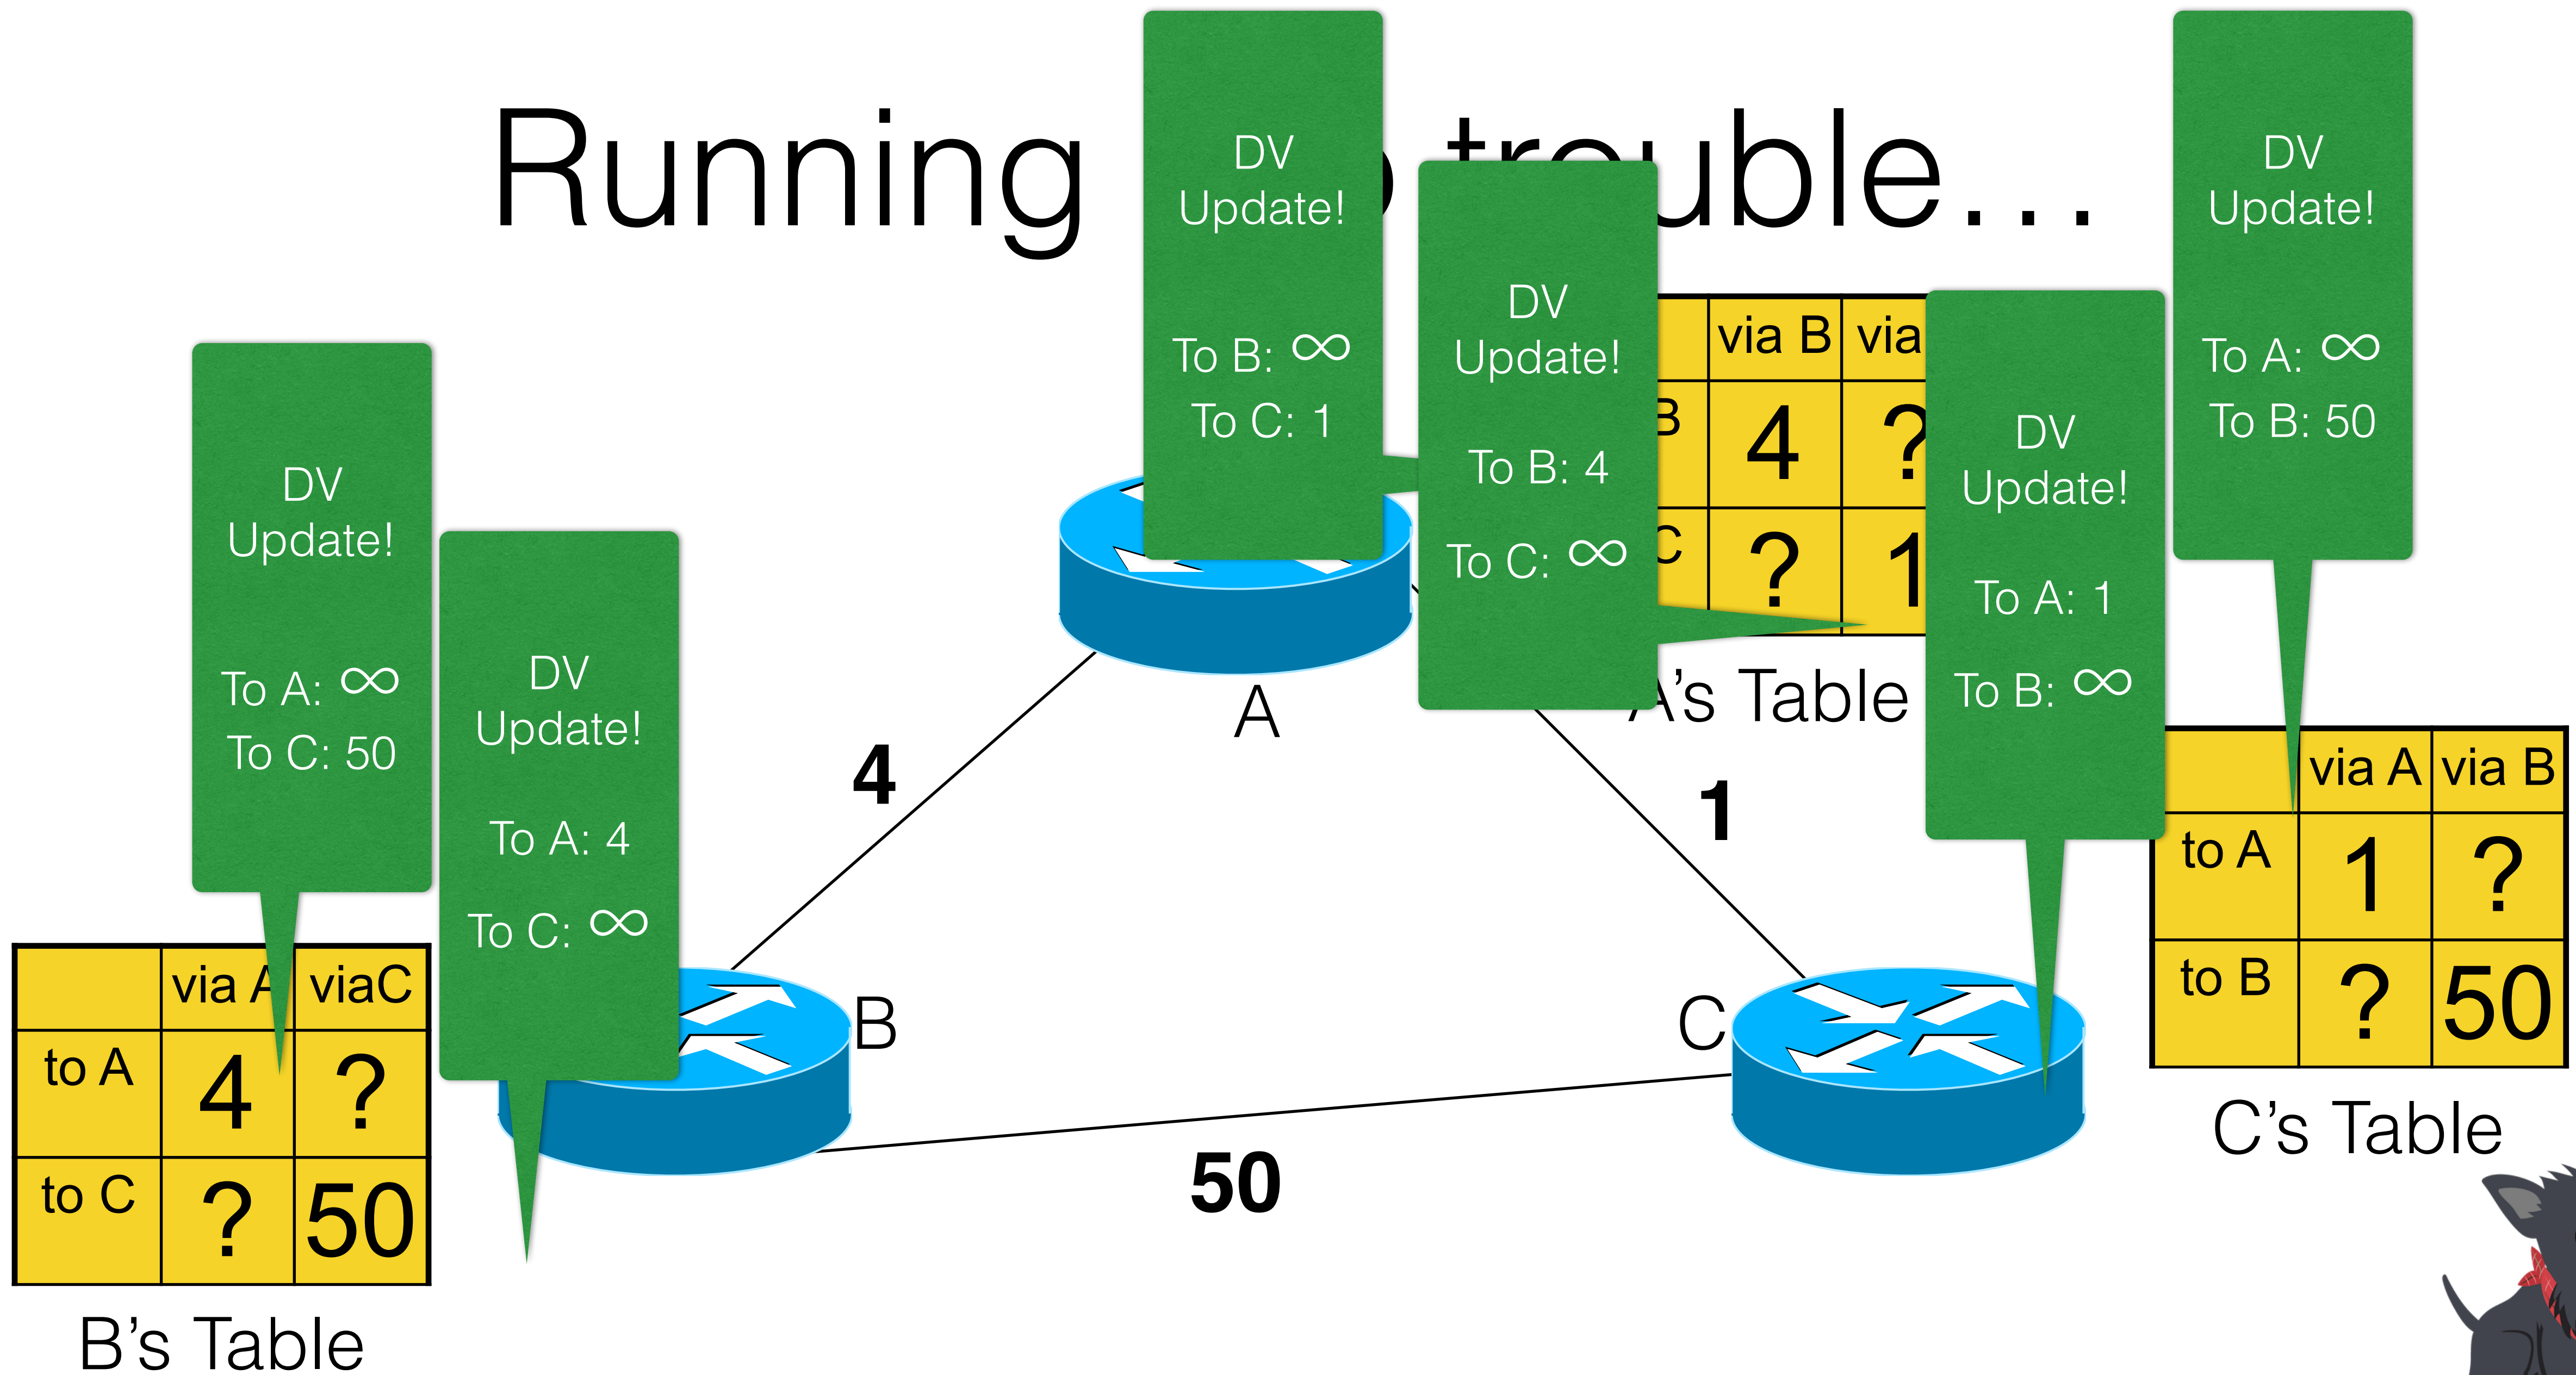 Running trouble...
DV
Update!
To B: ∞
To C: 1
DV
Update!
To B: 4
To C: ∞
DV
Update!
To A: 1
To B: ∞
DV
Update!
To A: ∞
To B: 50
DV
Update!
To A: ∞
To C: 50
DV
Update!
To A: 4
To C: ∞
via B via
B 4 ?
C ? 1
A's Table
A
4
1
B
C
50
via A viaC
to A 4 ?
to C ? 50
B's Table
via A via B
to A 1 ?
to B ? 50
C's Table